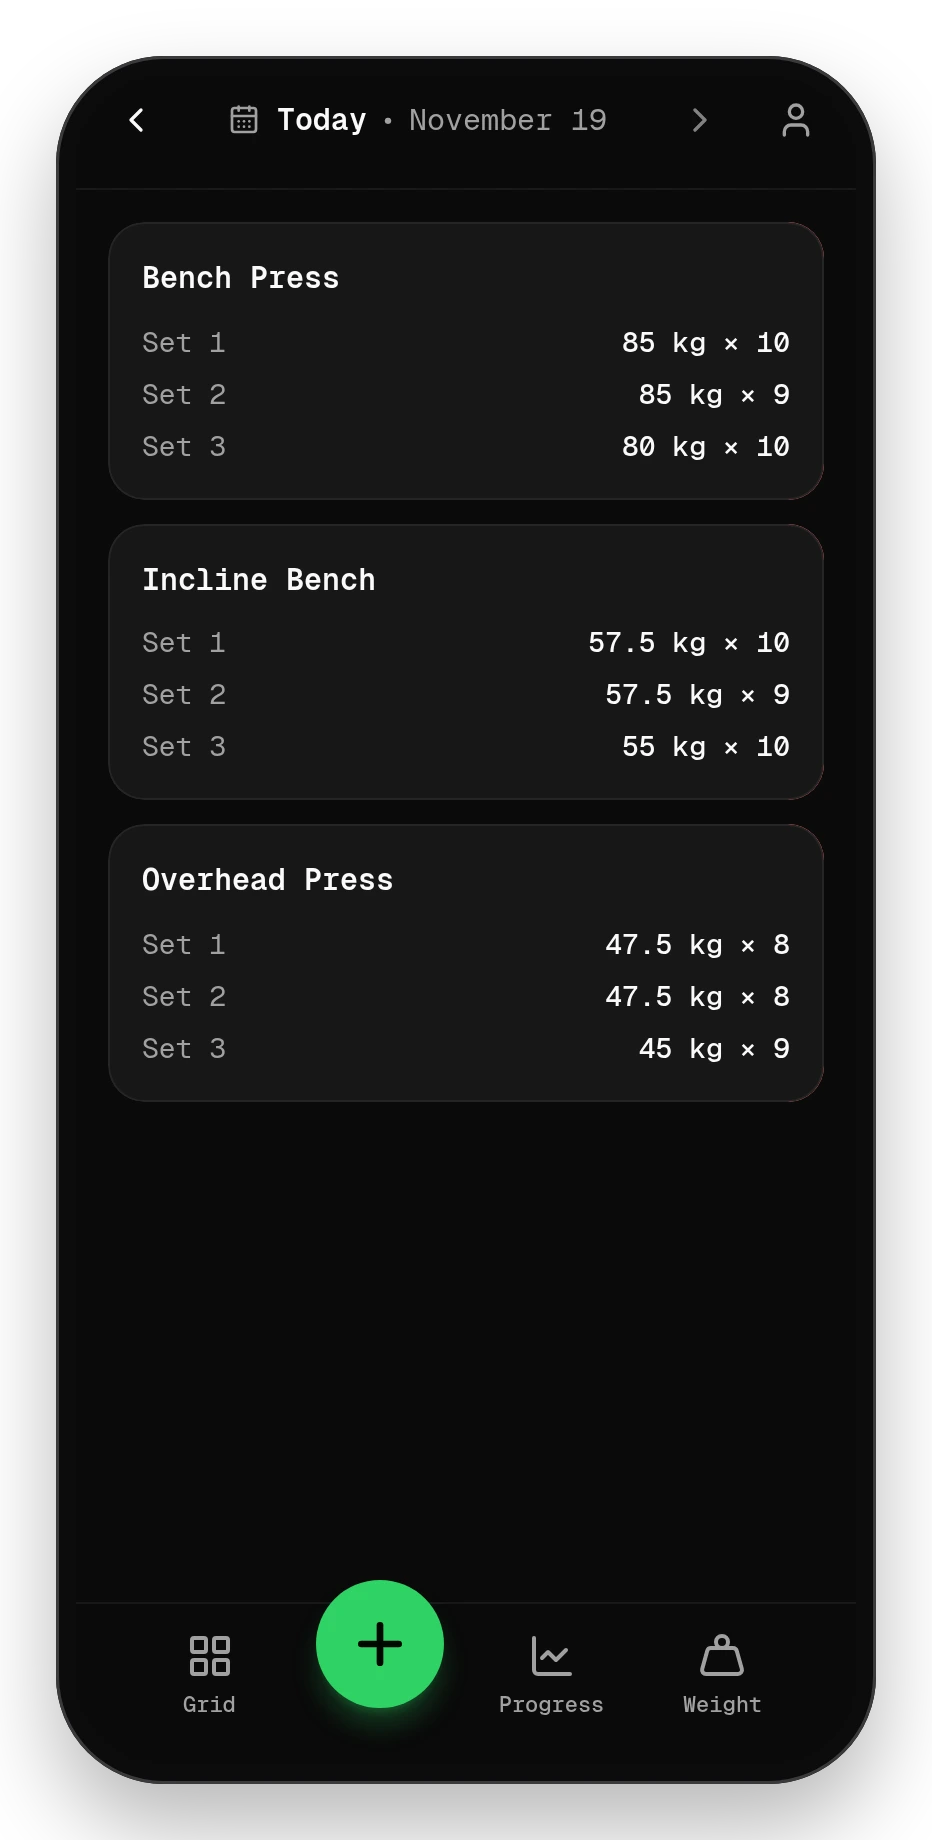 Today • November 19
Bench Press
Set 1 85 kg × 10
Set 2 85 kg × 9
Set 3 80 kg × 10
Incline Bench
Set 1 57.5 kg × 10
Set 2 57.5 kg × 9
Set 3 55 kg × 10
Overhead Press
Set 1 47.5 kg × 8
Set 2 47.5 kg × 8
Set 3 45 kg × 9
Grid Progress Weight